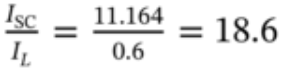 I_SC / I_L = 11.164 / 0.6 = 18.6